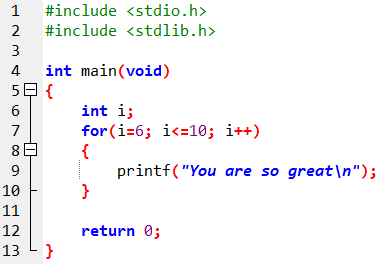 1 #include <stdio.h>
2 #include <stdlib.h>
3
4 int main(void)
5 {
6 int i;
7 for(i=6; i<=10; i++)
8 {
9 printf("You are so great\n");
10 }
11
12 return 0;
13 }